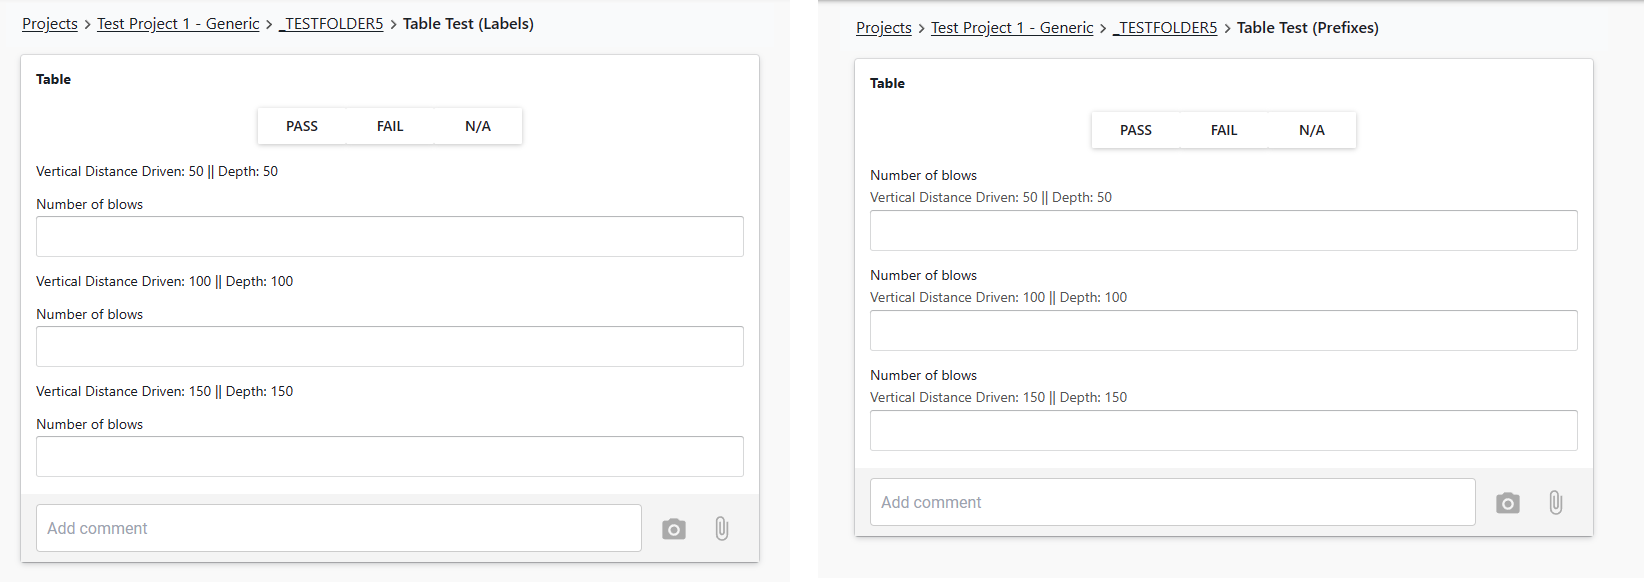 Projects > Test Project 1 - Generic > _TESTFOLDER5 > Table Test (Labels)
Table
PASS FAIL N/A
Vertical Distance Driven: 50 || Depth: 50
Number of blows
Vertical Distance Driven: 100 || Depth: 100
Number of blows
Vertical Distance Driven: 150 || Depth: 150
Number of blows
Add comment
Projects > Test Project 1 - Generic > _TESTFOLDER5 > Table Test (Prefixes)
Table
PASS FAIL N/A
Number of blows
Vertical Distance Driven: 50 || Depth: 50
Number of blows
Vertical Distance Driven: 100 || Depth: 100
Number of blows
Vertical Distance Driven: 150 || Depth: 150
Add comment